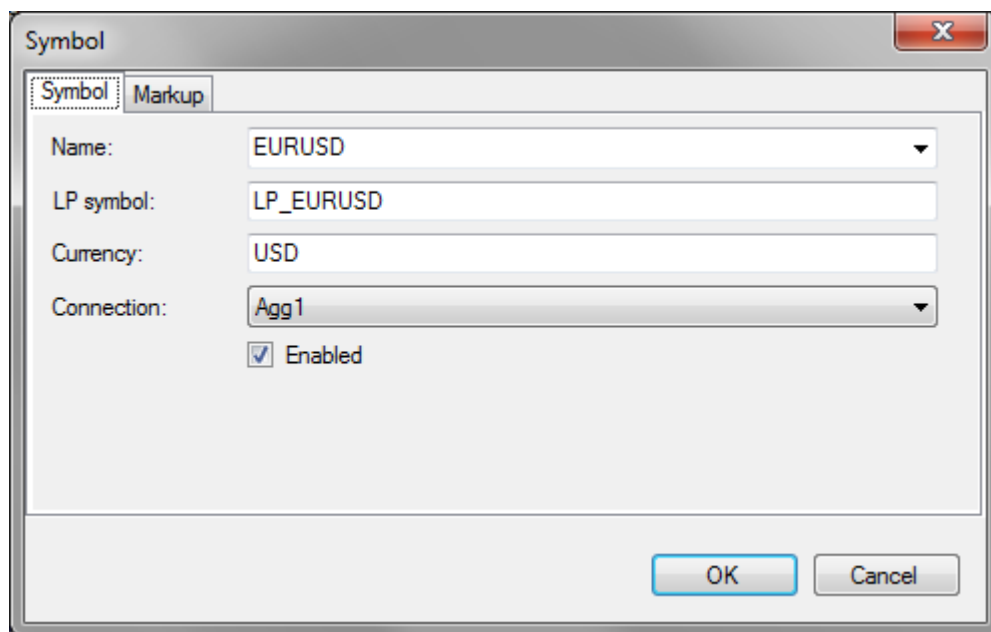 Symbol
Symbol Markup
Name: EURUSD
LP symbol: LP_EURUSD
Currency: USD
Connection: Agg1
Enabled
OK Cancel